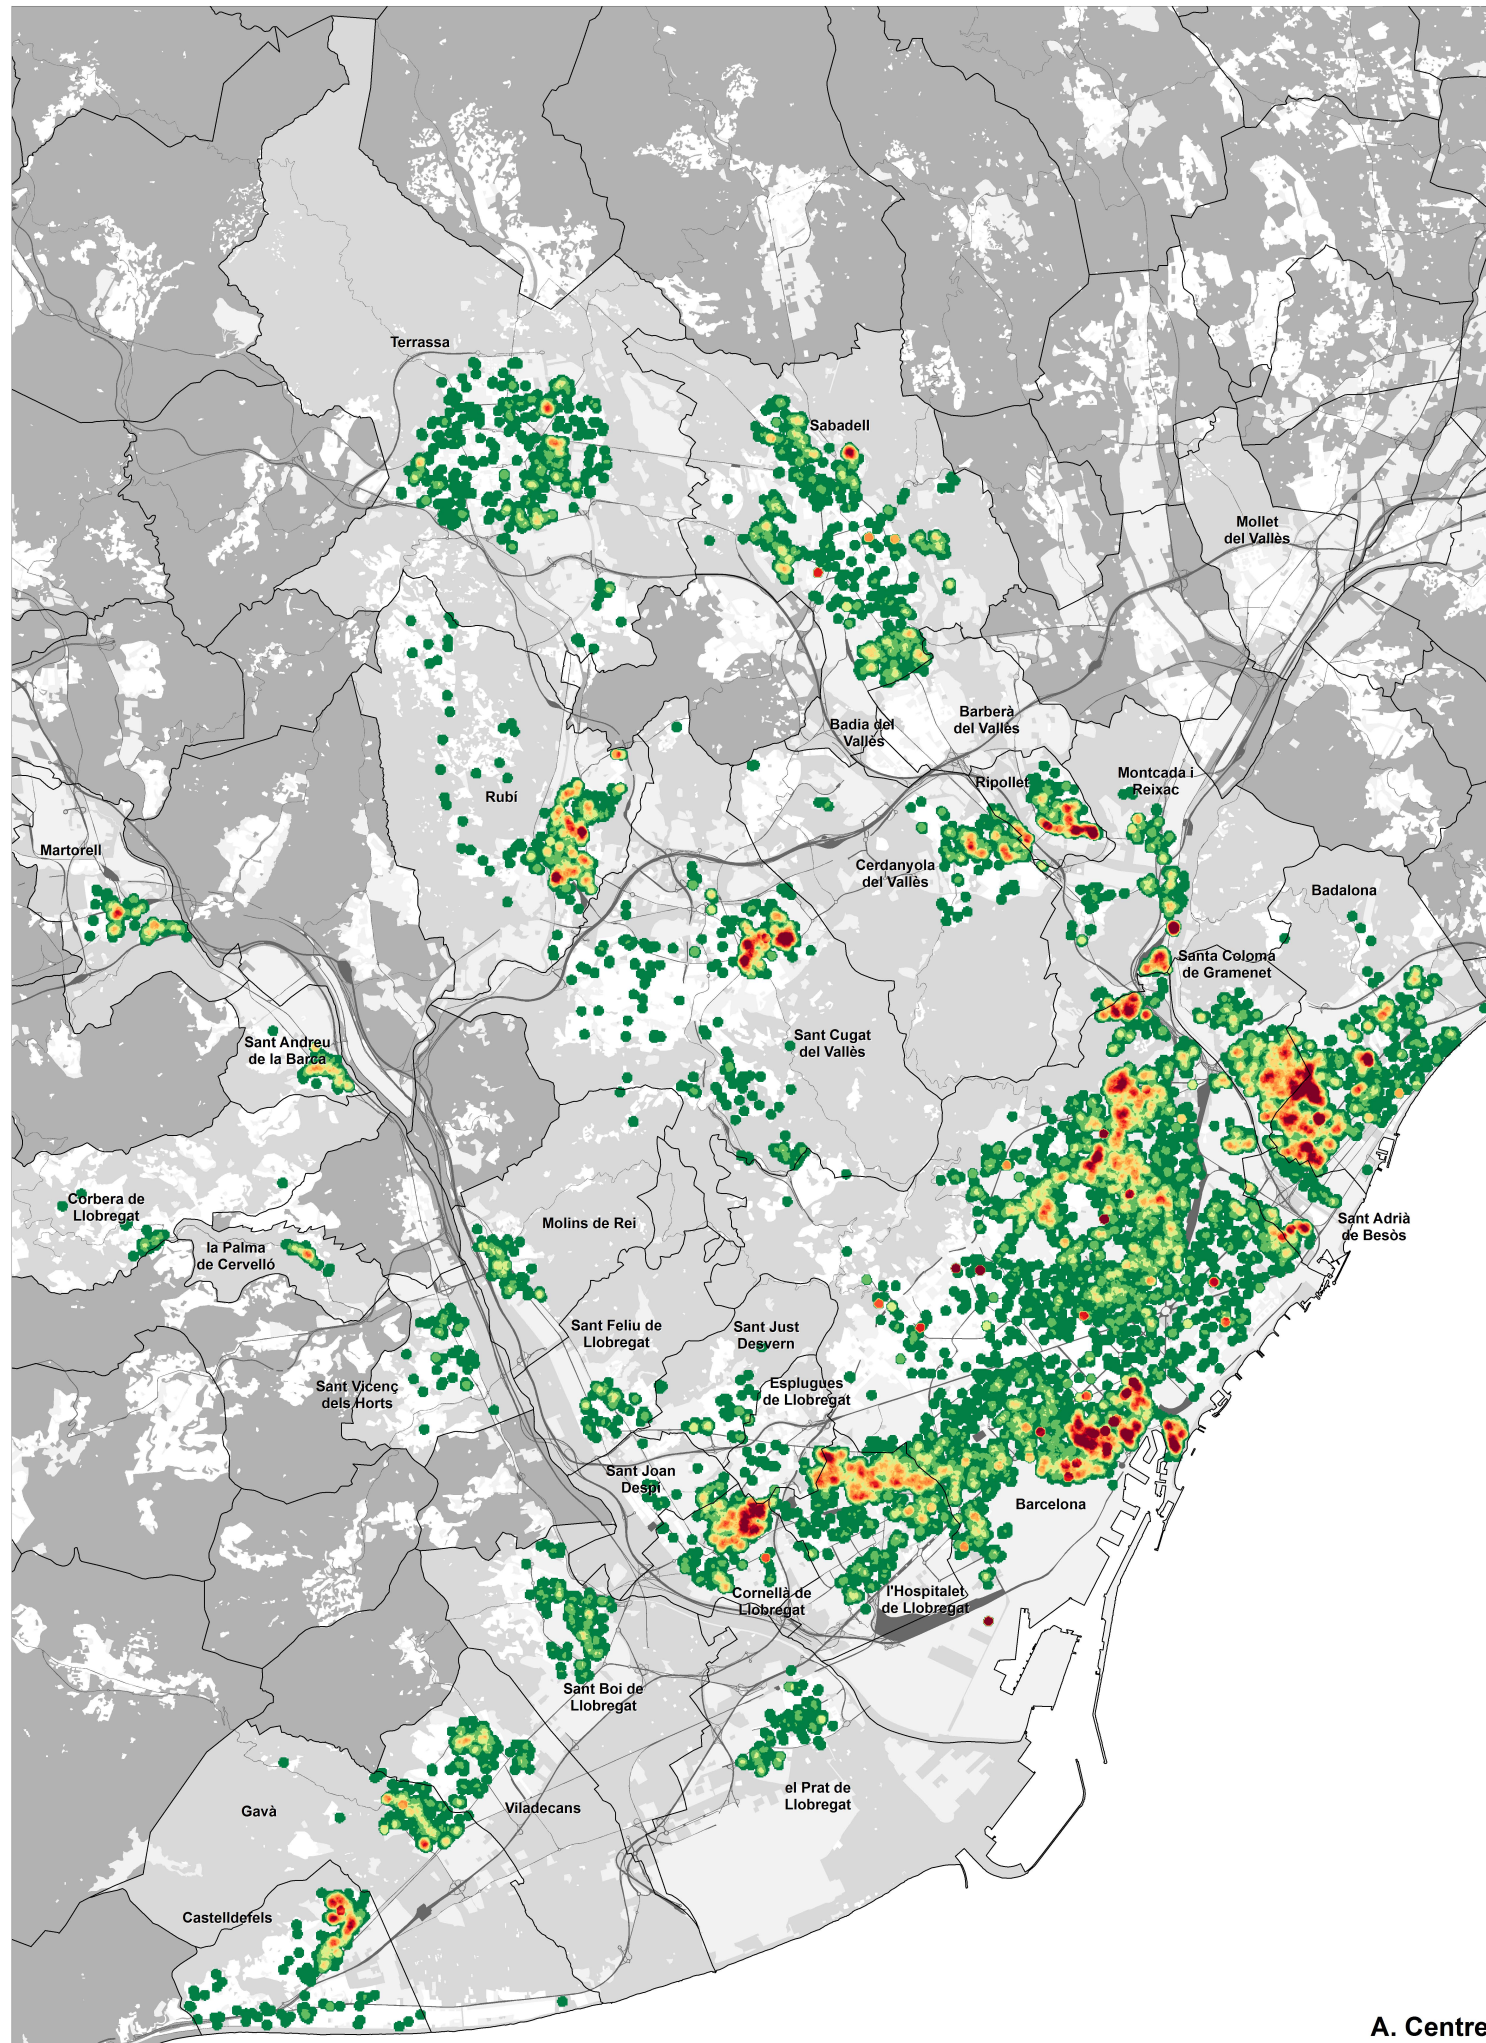 Terrassa
Sabadell
Mollet
del Vallès
Badia del
Vallès
Barberà
del Vallès
Ripollet
Montcada i
Reixac
Rubí
Martorell
Cerdanyola
del Vallès
Badalona
Santa Coloma
de Gramenet
Sant Andreu
de la Barca
Sant Cugat
del Vallès
Corbera de
Llobregat
la Palma
de Cervelló
Molins de Rei
Sant Adrià
de Besòs
Sant Feliu de
Llobregat
Sant Just
Desvern
Sant Vicenç
dels Horts
Esplugues
de Llobregat
Sant Joan
Despí
Barcelona
Cornellà de
Llobregat
l'Hospitalet
de Llobregat
Sant Boi de
Llobregat
el Prat de
Llobregat
Gavà
Viladecans
Castelldefels
A. Centre